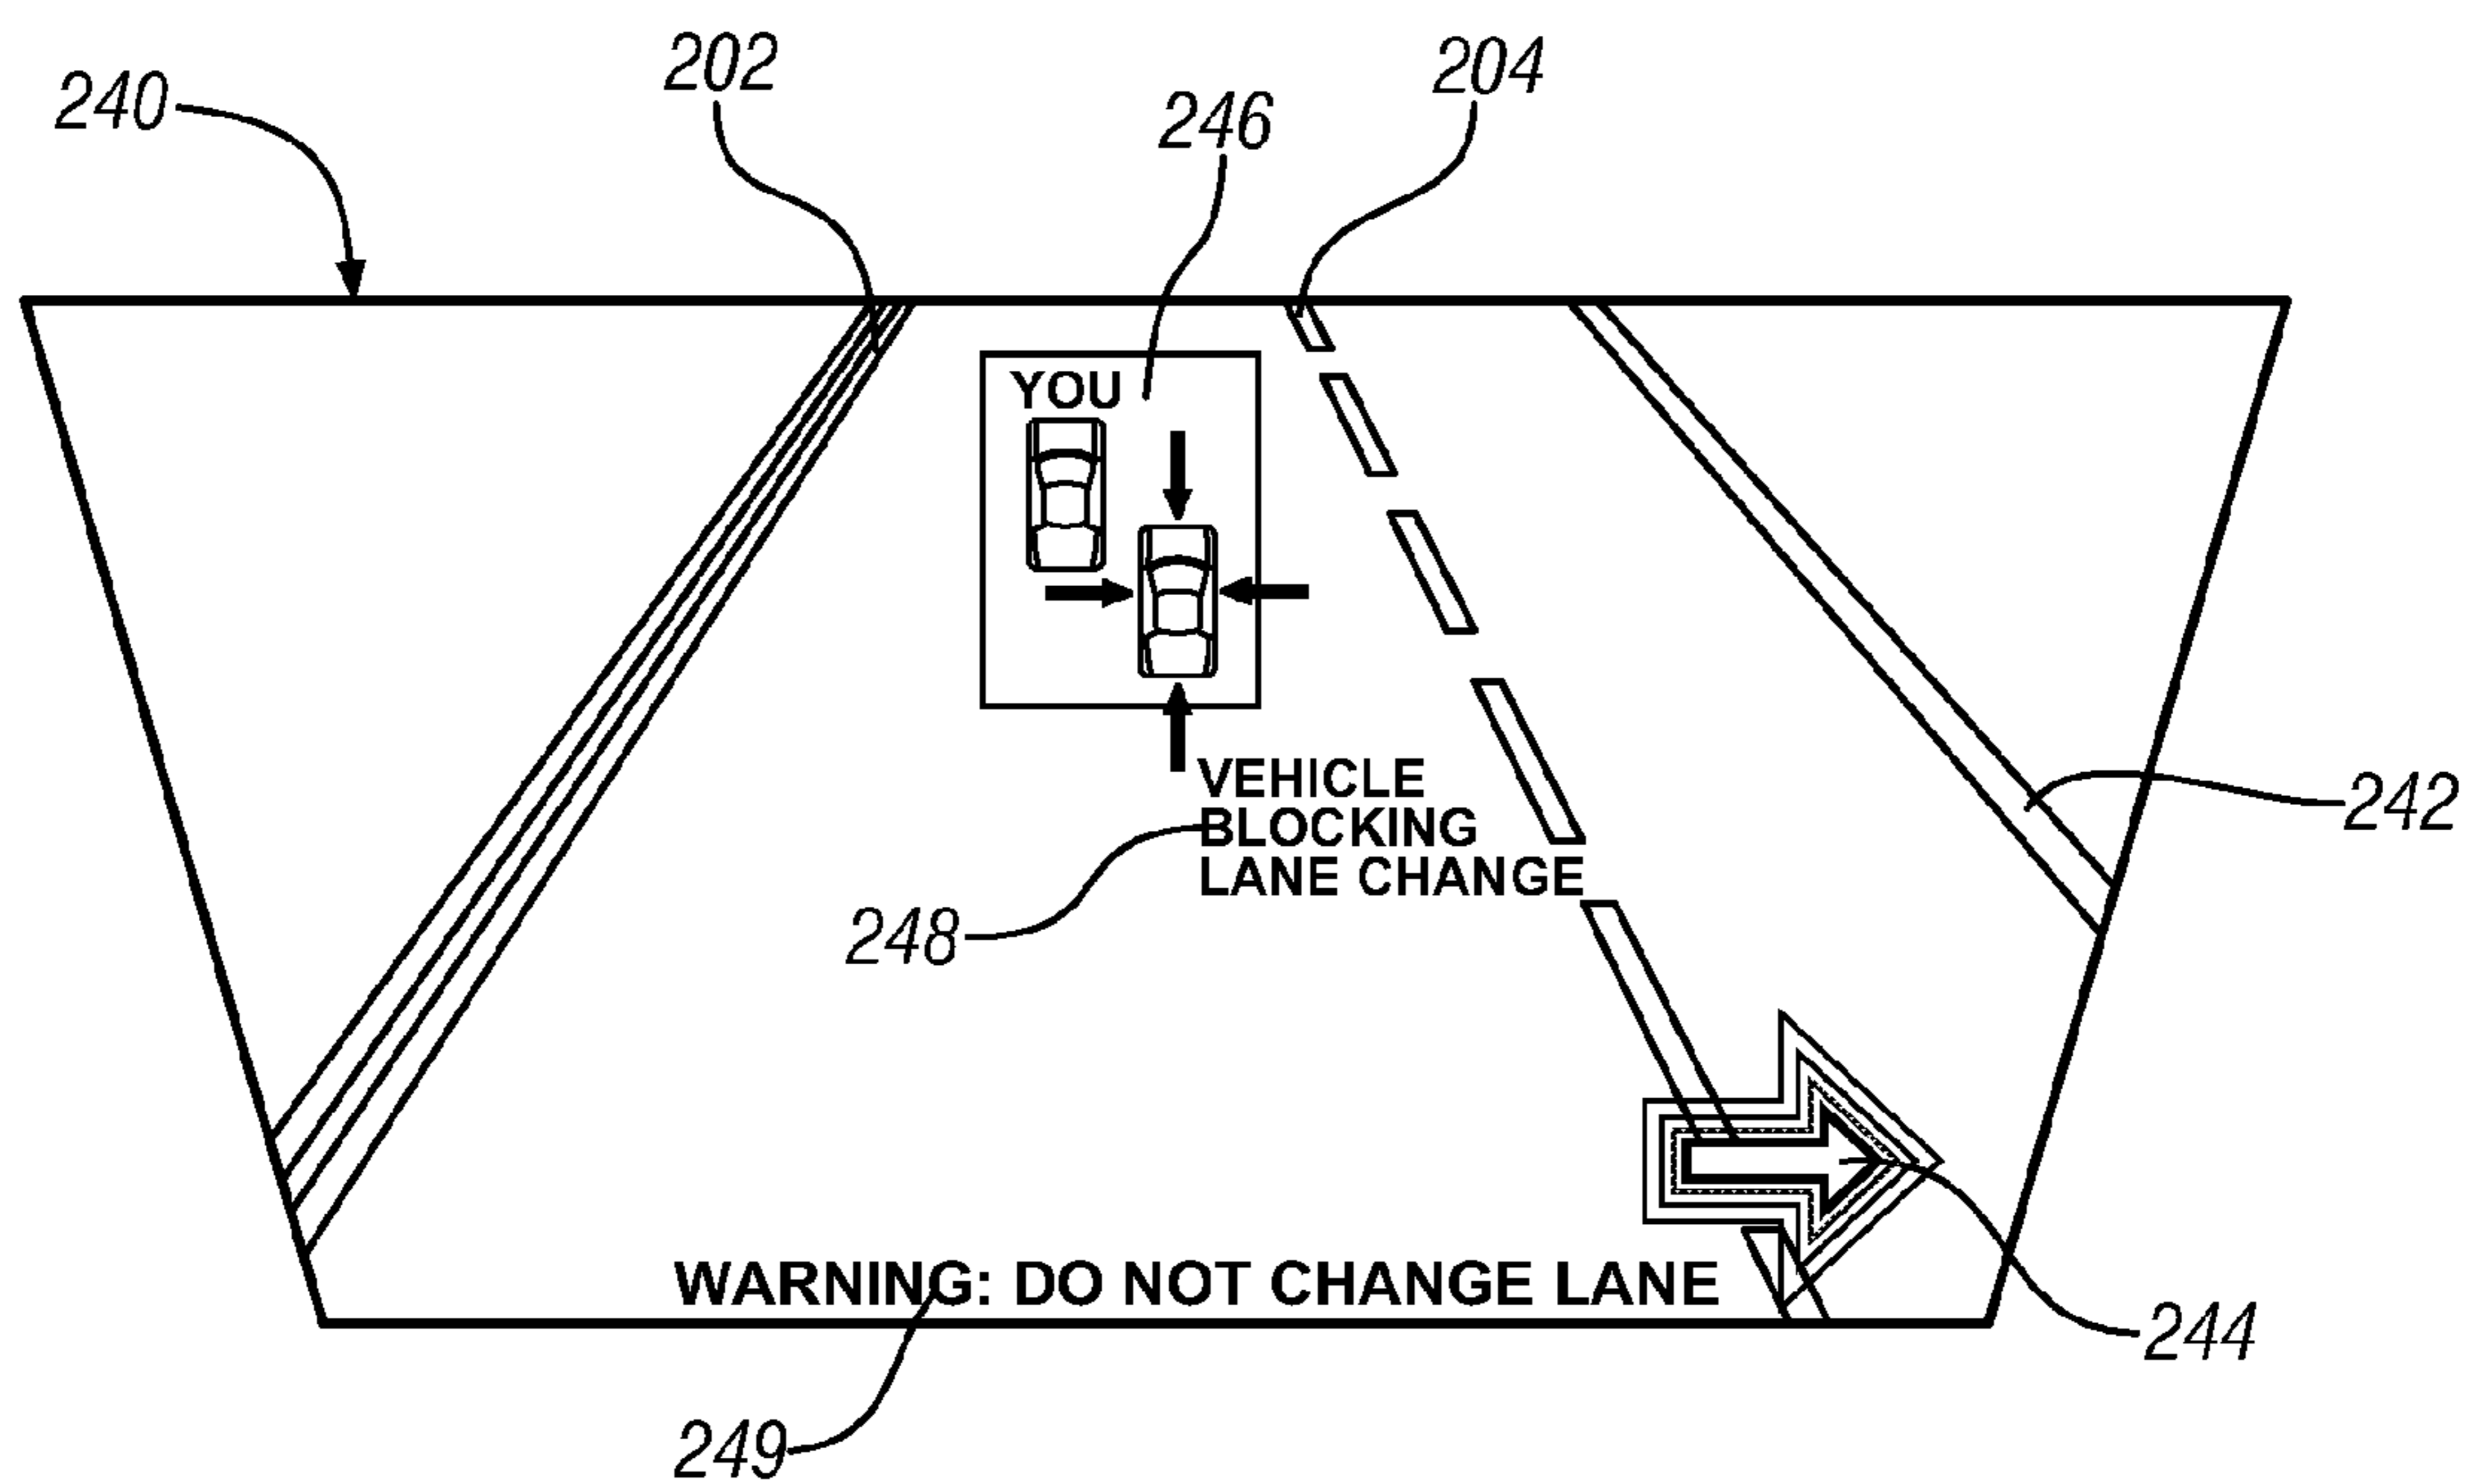 202
204
240
246
YOU
VEHICLE
BLOCKING
LANE CHANGE
242
248
WARNING: DO NOT CHANGE LANE
244
249